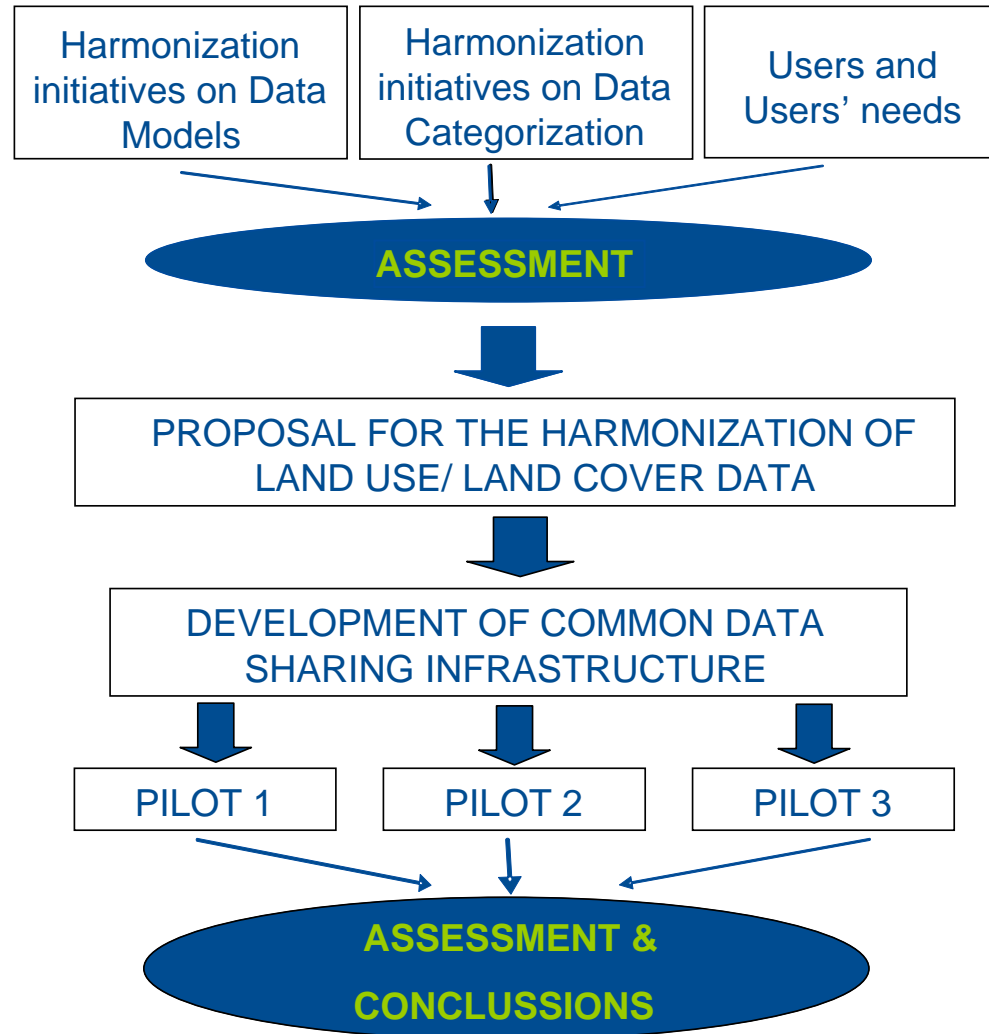 Harmonization
initiatives on Data
Models
Harmonization
initiatives on Data
Categorization
Users and
Users’ needs
ASSESSMENT
PROPOSAL FOR THE HARMONIZATION OF
LAND USE/ LAND COVER DATA
DEVELOPMENT OF COMMON DATA
SHARING INFRASTRUCTURE
PILOT 1
PILOT 2
PILOT 3
ASSESSMENT &
CONCLUSSIONS